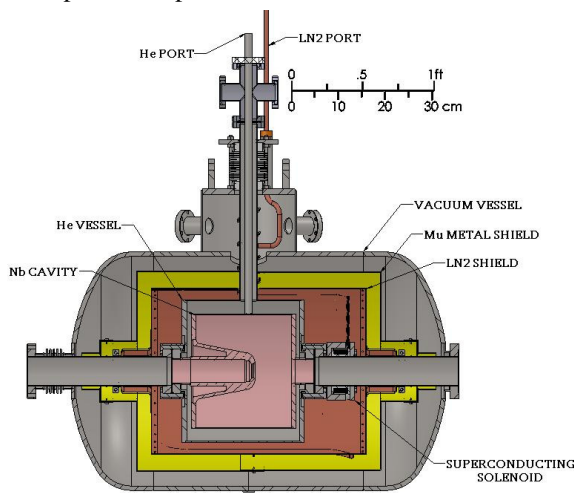 LN2 PORT
He PORT
0 .5 1ft
0 10 20 30 cm
He VESSEL
VACUUM VESSEL
Mu METAL SHIELD
LN2 SHIELD
Nb CAVITY
SUPERCONDUCTING
SOLENOID